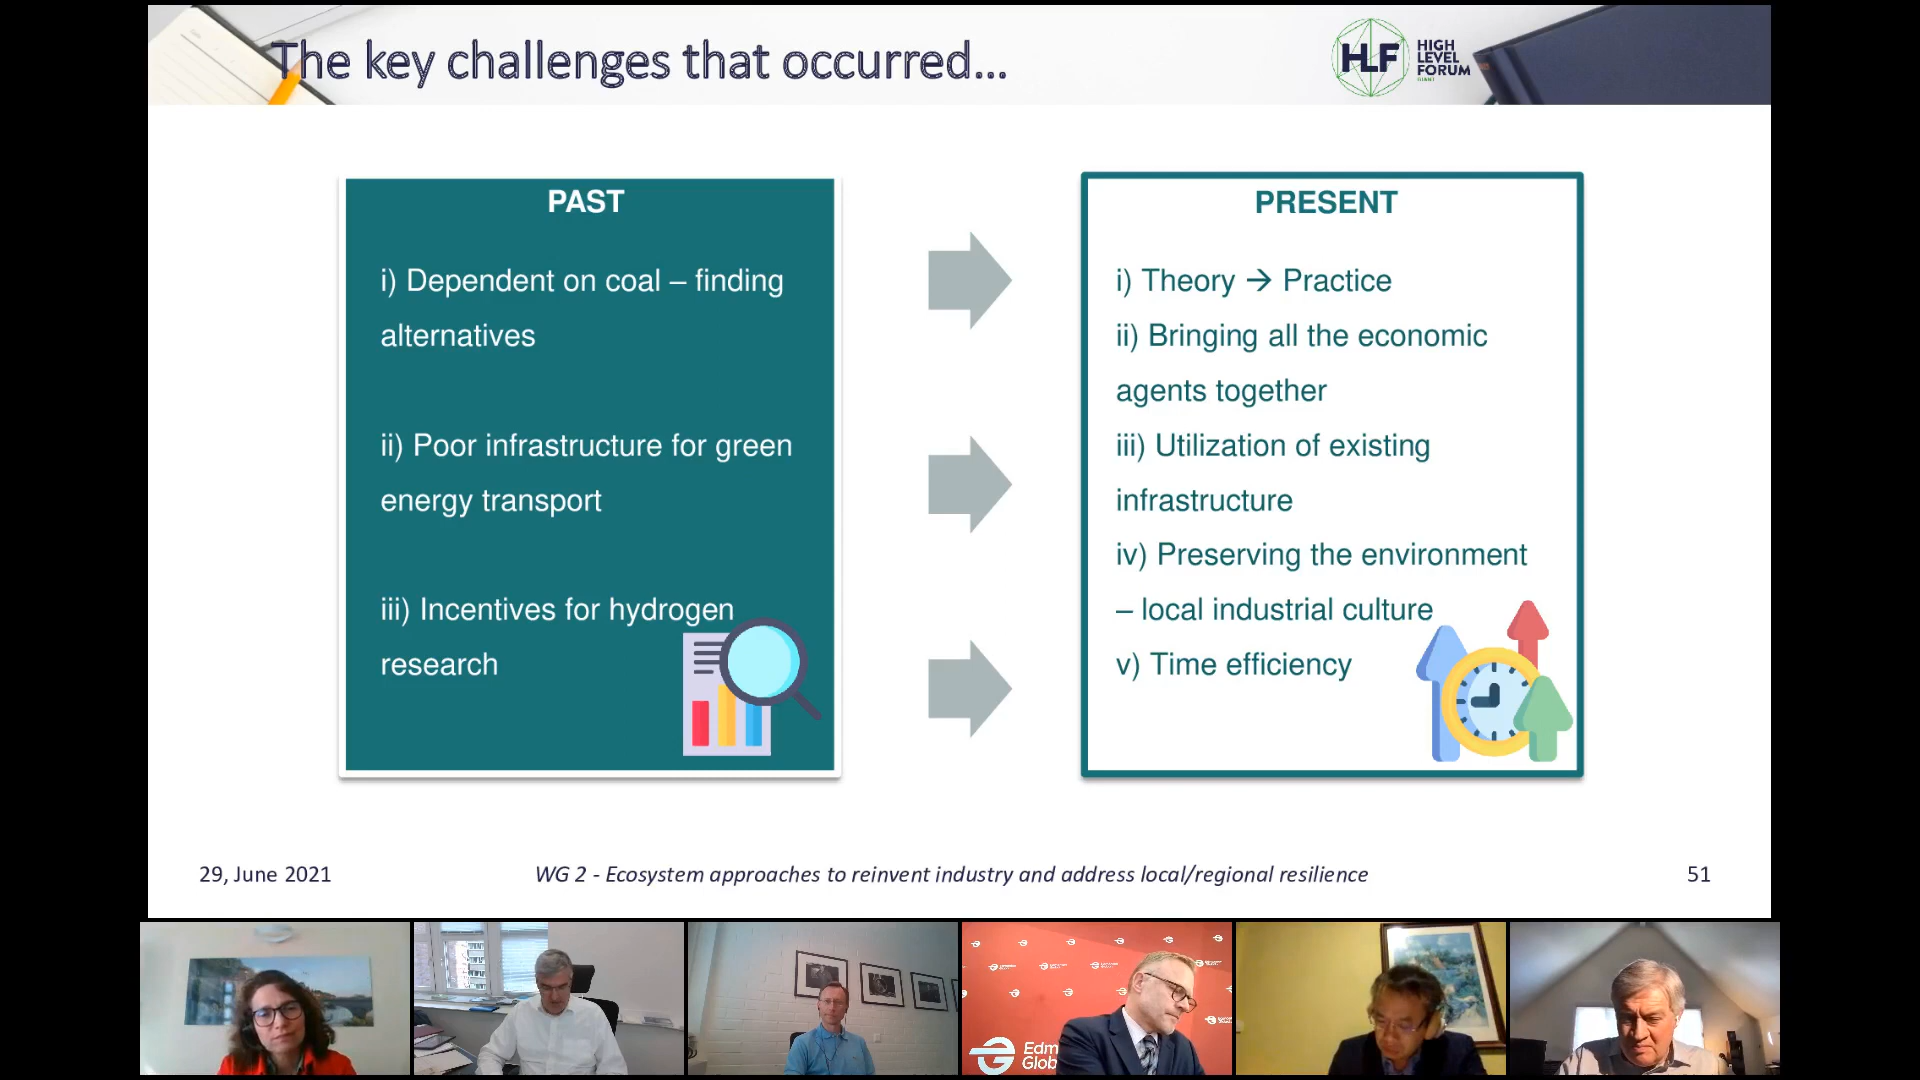 The key challenges that occurred...
HLF
HIGH
LEVEL
FORUM
GIANT
PAST
i) Dependent on coal – finding
alternatives
ii) Poor infrastructure for green
energy transport
iii) Incentives for hydrogen
research
PRESENT
i) Theory → Practice
ii) Bringing all the economic
agents together
iii) Utilization of existing
infrastructure
iv) Preserving the environment
– local industrial culture
v) Time efficiency
29, June 2021
WG 2 - Ecosystem approaches to reinvent industry and address local/regional resilience
51
Edm
Glob